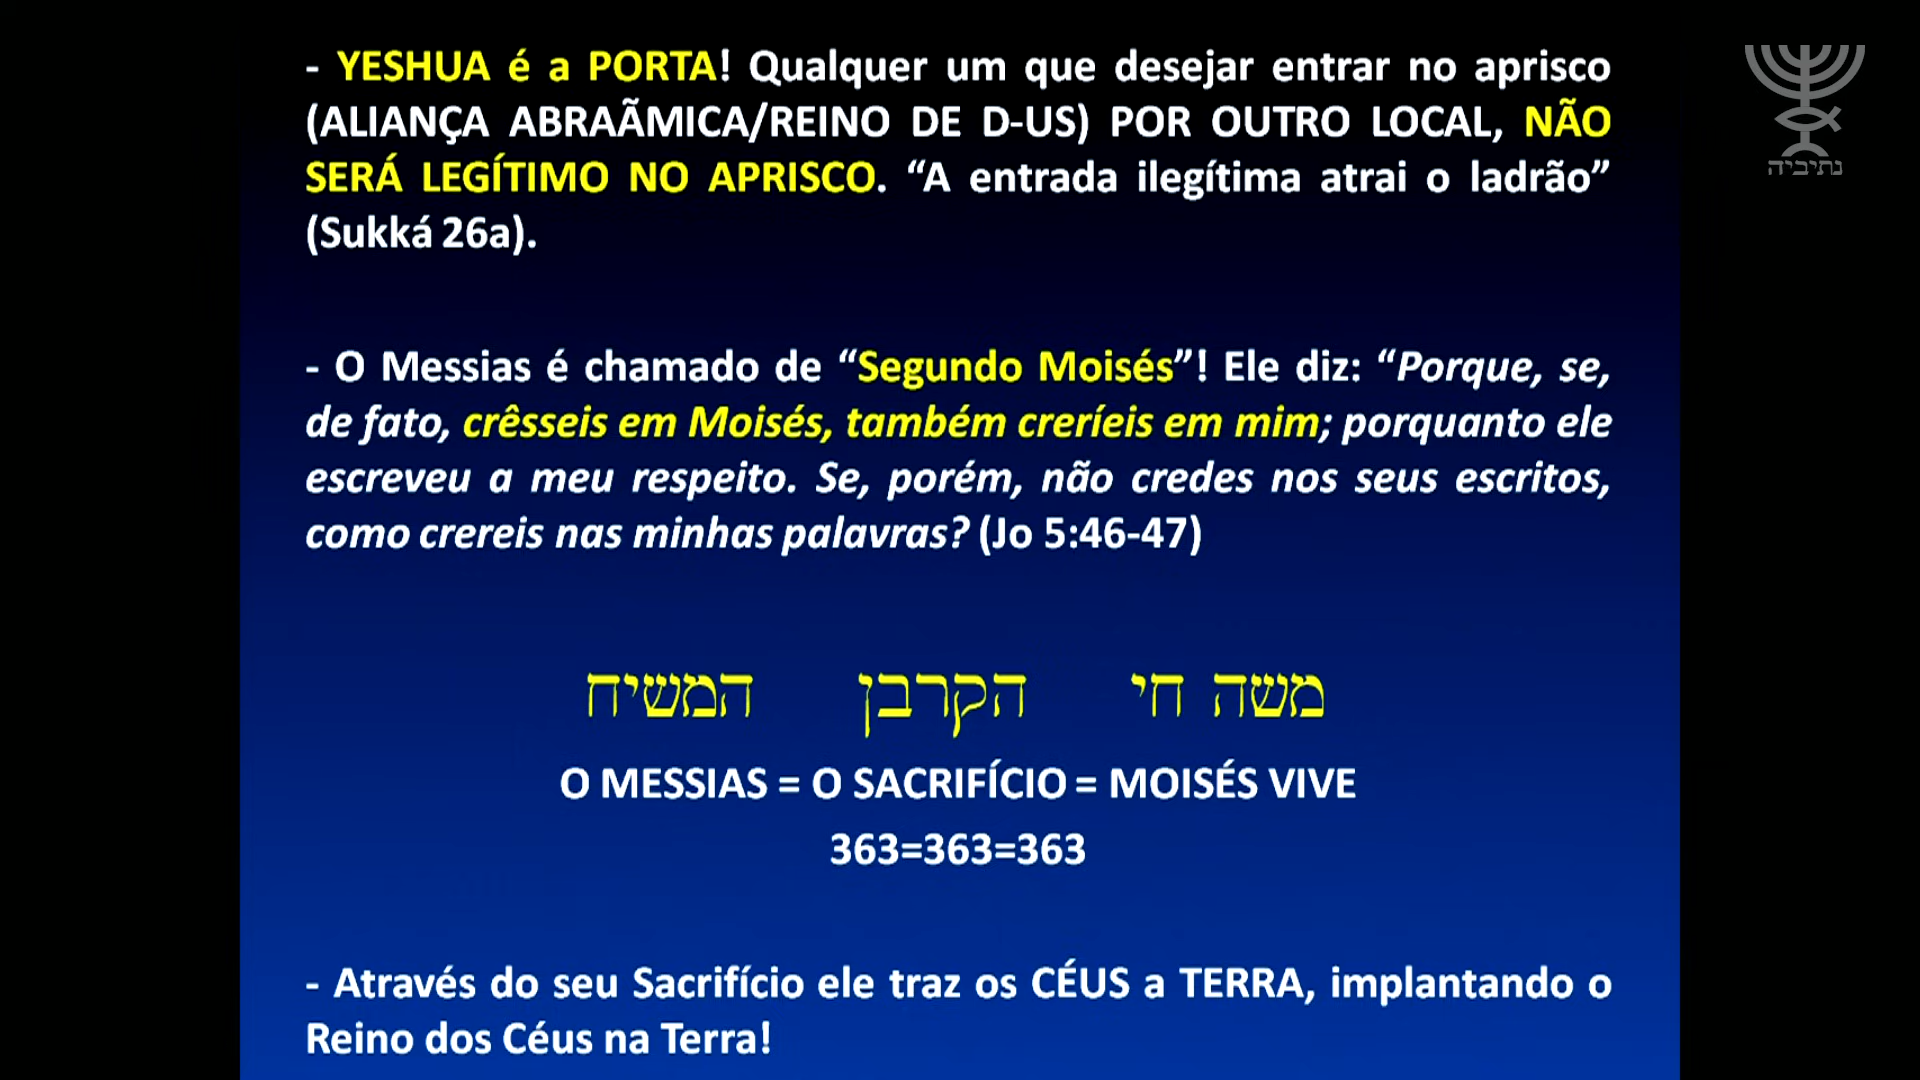 - YESHUA é a PORTA! Qualquer um que desejar entrar no aprisco
(ALIANÇA ABRAÃMICA/REINO DE D-US) POR OUTRO LOCAL, NÃO
SERÁ LEGÍTIMO NO APRISCO. “A entrada ilegítima atrai o ladrão”
(Sukká 26a).
- O Messias é chamado de “Segundo Moisés”! Ele diz: “Porque, se,
de fato, crêsseis em Moisés, também creríeis em mim; porquanto ele
escreveu a meu respeito. Se, porém, não credes nos seus escritos,
como crereis nas minhas palavras? (Jo 5:46-47)
משה חי הקרבן המשיח
O MESSIAS = O SACRIFÍCIO = MOISÉS VIVE
363=363=363
- Através do seu Sacrifício ele traz os CÉUS a TERRA, implantando o
Reino dos Céus na Terra!
נתיביה